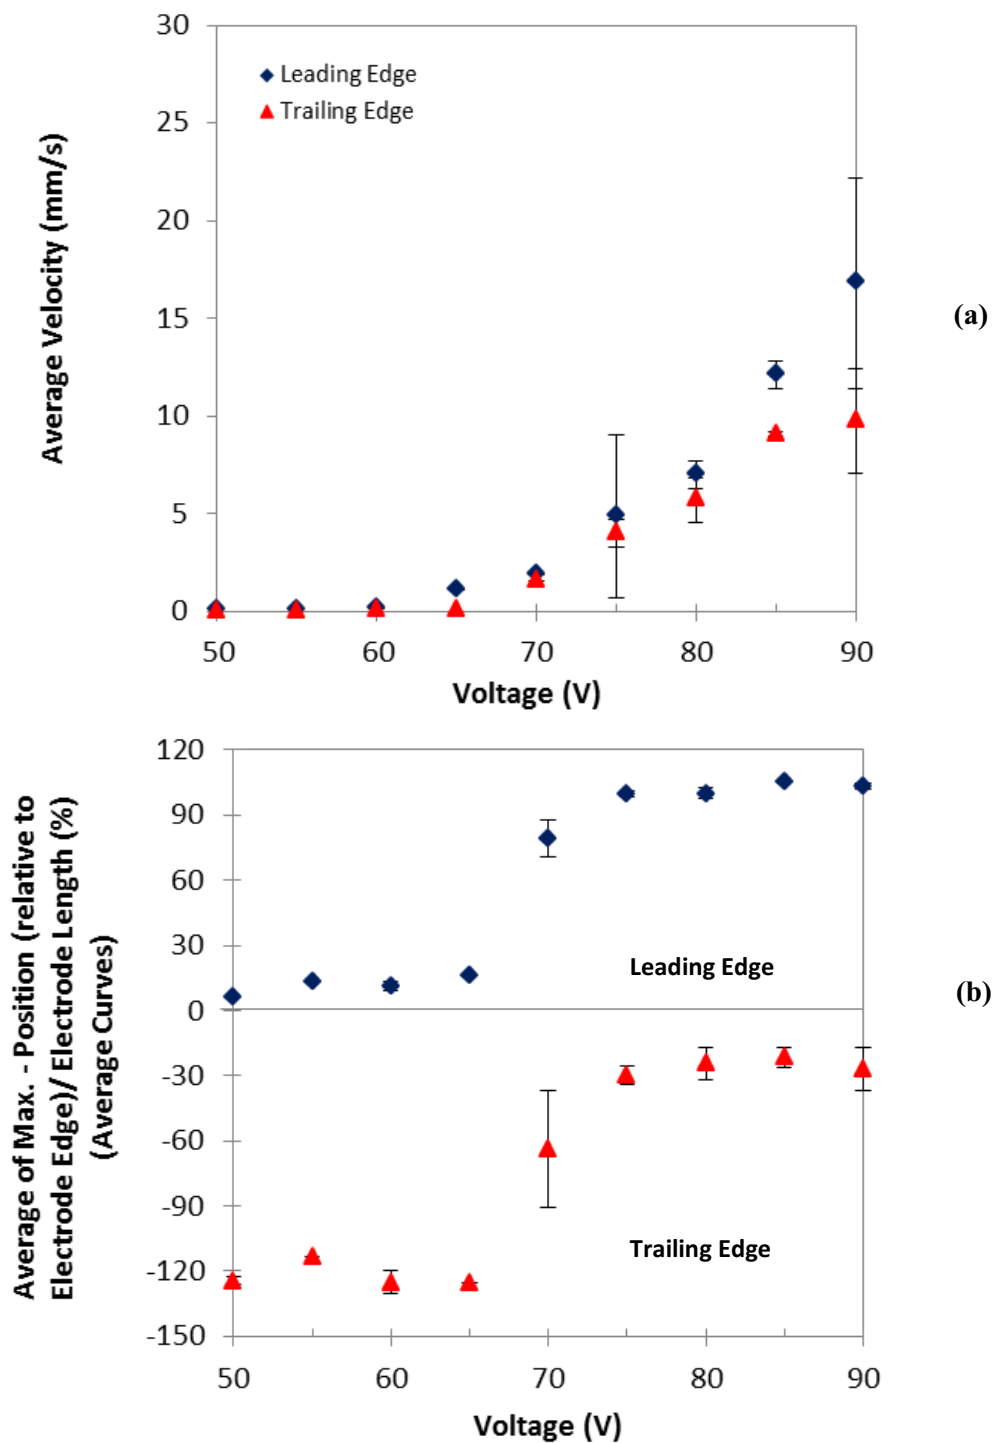 30
25
20
15
10
5
0
Average Velocity (mm/s)
Leading Edge
Trailing Edge
50 60 70 80 90
Voltage (V)
(a)
120
90
60
30
0
-30
-60
-90
-120
-150
Average of Max. - Position (relative to
Electrode Edge)/ Electrode Length (%)
(Average Curves)
Leading Edge
Trailing Edge
50 60 70 80 90
Voltage (V)
(b)